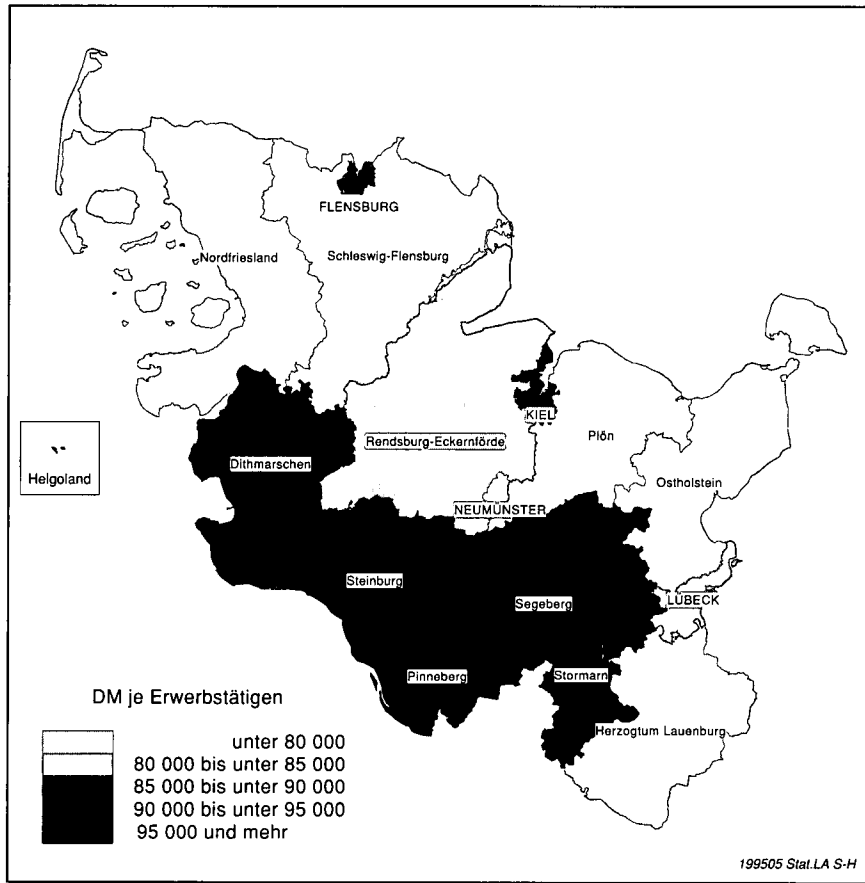 FLENSBURG
Nordfriesland
Schleswig-Flensburg
KIEL
Rendsburg-Eckernförde
Plön
Dithmarschen
Helgoland
Ostholstein
NEUMÜNSTER
Steinburg
Segeberg
LÜBECK
Pinneberg
Stormarn
Herzogtum Lauenburg
DM je Erwerbstätigen
unter 80 000
80 000 bis unter 85 000
85 000 bis unter 90 000
90 000 bis unter 95 000
95 000 und mehr
199505 Stat.LA S-H